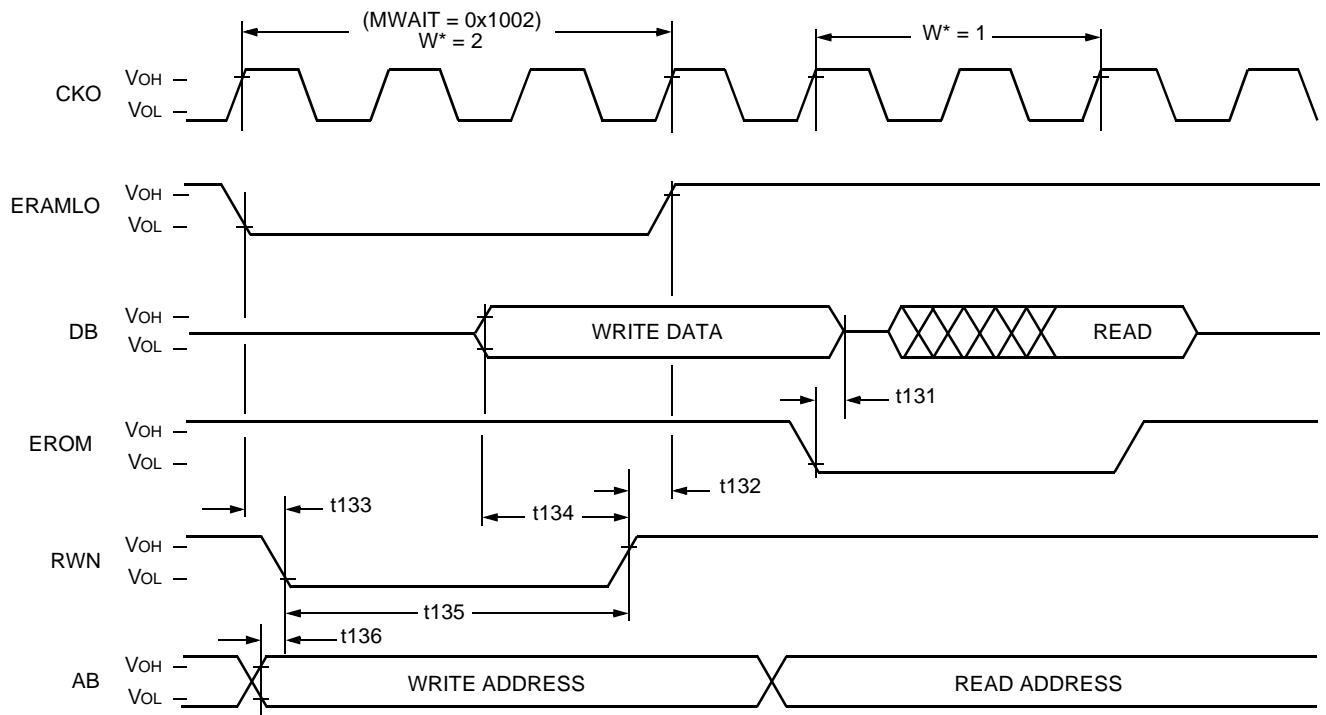 (MWAIT = 0x1002)
W* = 2
W* = 1
CKO
VOH
VOL
ERAMLO
VOH
VOL
DB
VOH
VOL
WRITE DATA
READ
t131
EROM
VOH
VOL
t132
t133
t134
RWN
VOH
VOL
t135
t136
AB
VOH
VOL
WRITE ADDRESS
READ ADDRESS